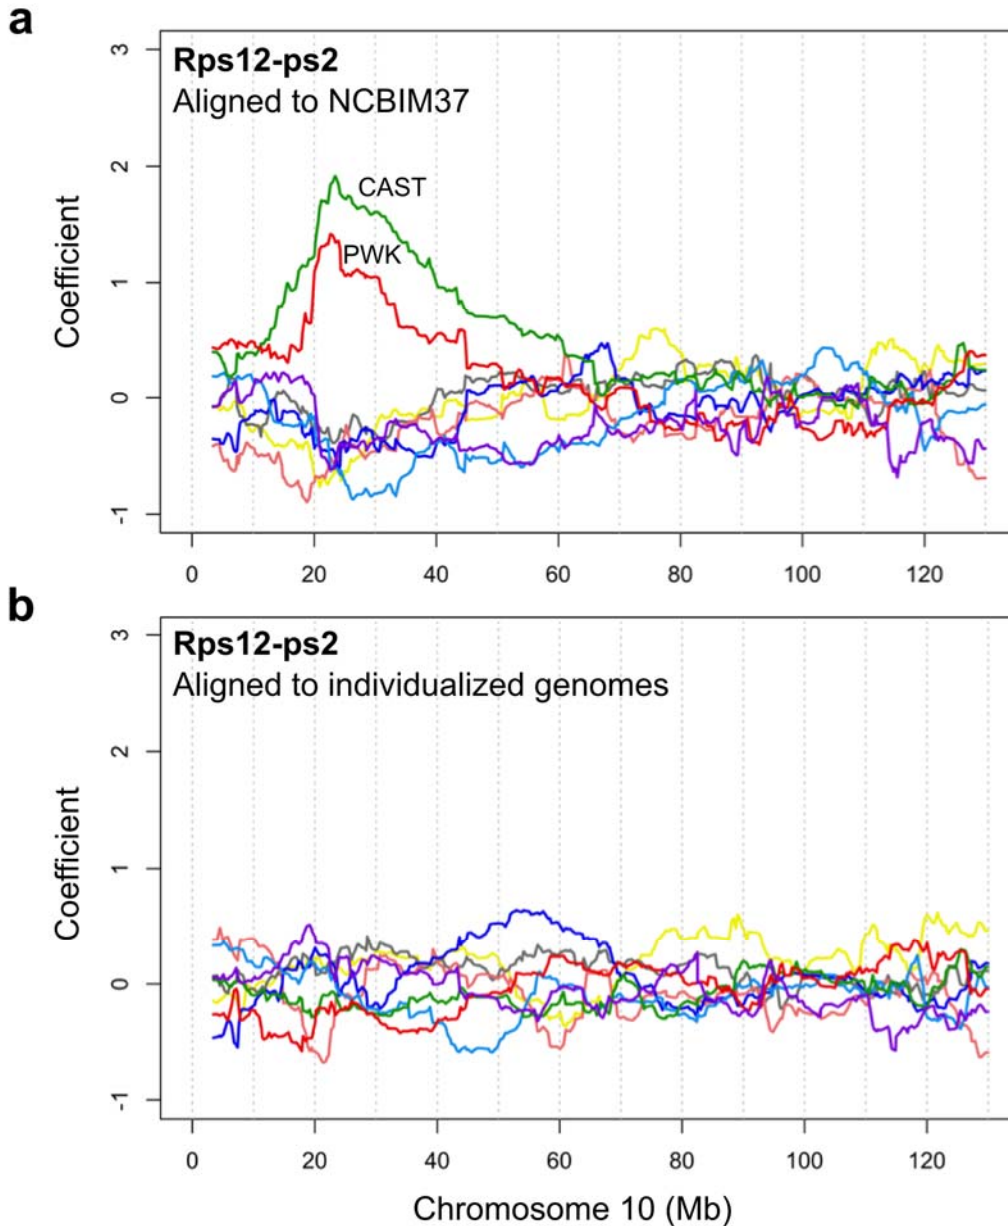 a
Rps12-ps2
Aligned to NCBIM37
3
2
1
0
-1
Coefficient
CAST
PWK
0 20 40 60 80 100 120
b
Rps12-ps2
Aligned to individualized genomes
3
2
1
0
-1
Coefficient
0 20 40 60 80 100 120
Chromosome 10 (Mb)